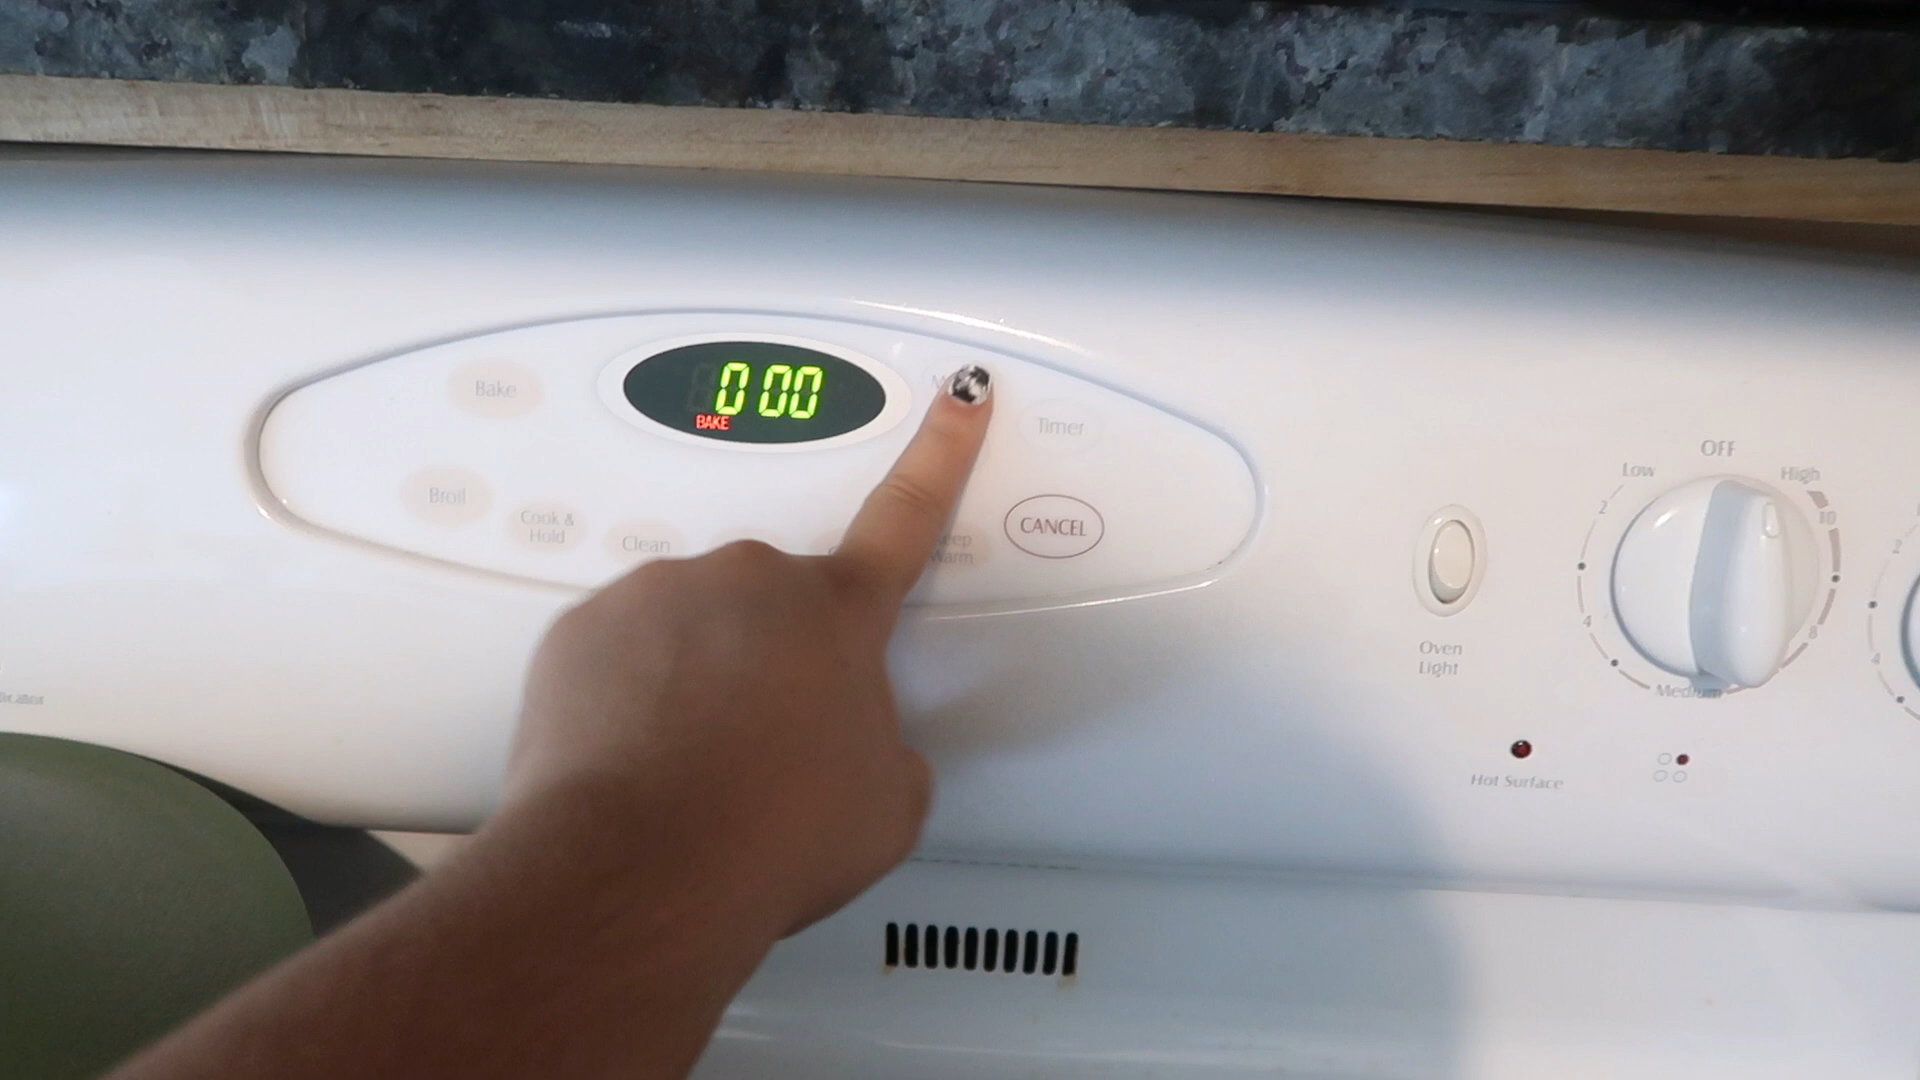 Bake
0 00
BAKE
Timer
Broil
Cook &
Hold
Clean
Warm
CANCEL
OFF
Low
High
2
10
4
8
Medium
2
4
Oven
Light
Hot Surface